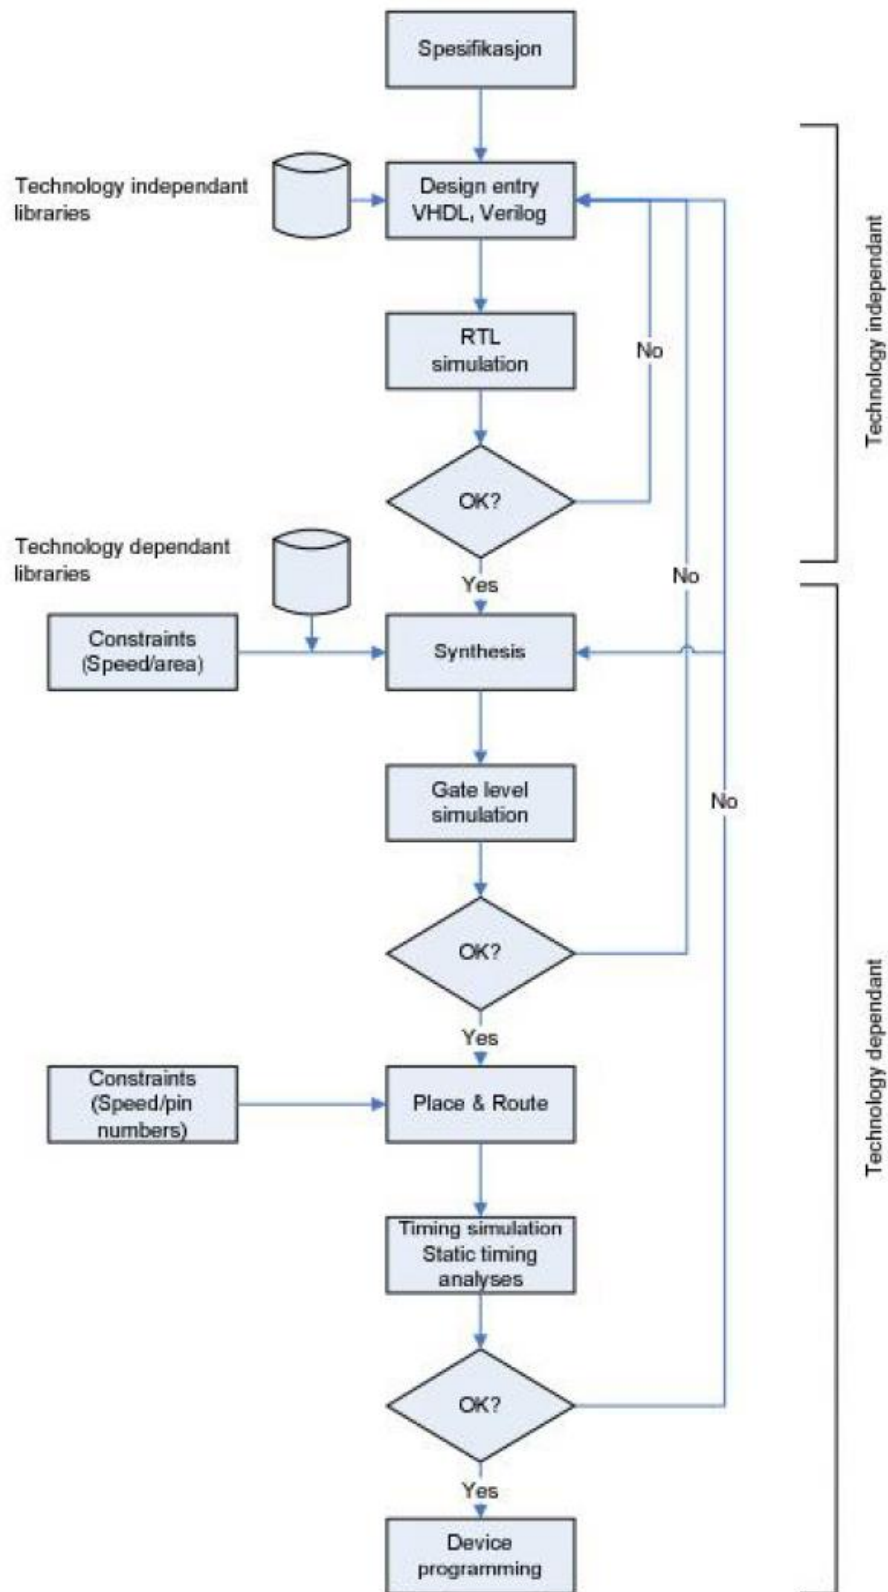 Spesifikasjon
Technology independant
libraries
Design entry
VHDL, Verilog
RTL
simulation
No
Technology independant
OK?
Technology dependant
libraries
Yes
No
Constraints
(Speed/area)
Synthesis
Gate level
simulation
No
OK?
Yes
Constraints
(Speed/pin
numbers)
Place & Route
Technology dependant
Timing simulation
Static timing
analyses
OK?
Yes
Device
programming